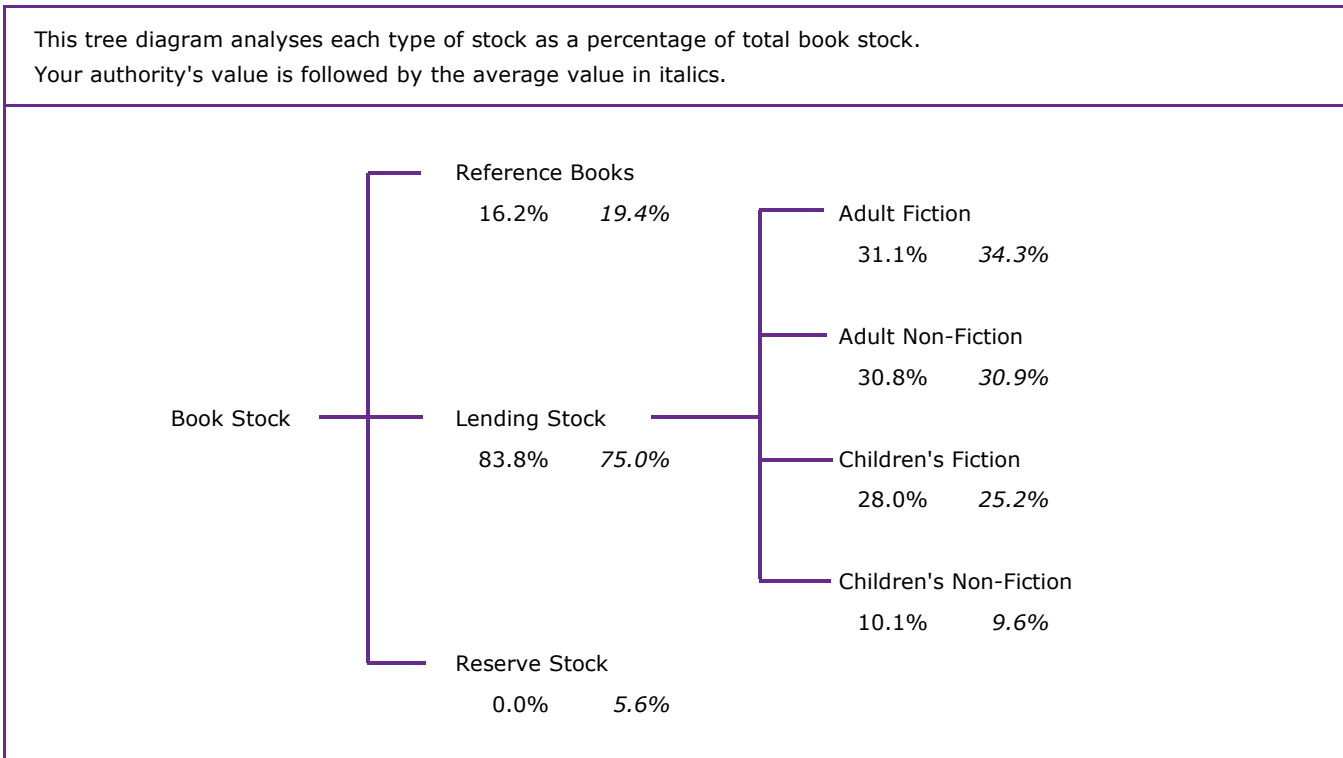 This tree diagram analyses each type of stock as a percentage of total book stock.
Your authority's value is followed by the average value in italics.
Reference Books
16.2% 19.4%
Adult Fiction
31.1% 34.3%
Adult Non-Fiction
30.8% 30.9%
Book Stock
Lending Stock
83.8% 75.0%
Children's Fiction
28.0% 25.2%
Children's Non-Fiction
10.1% 9.6%
Reserve Stock
0.0% 5.6%